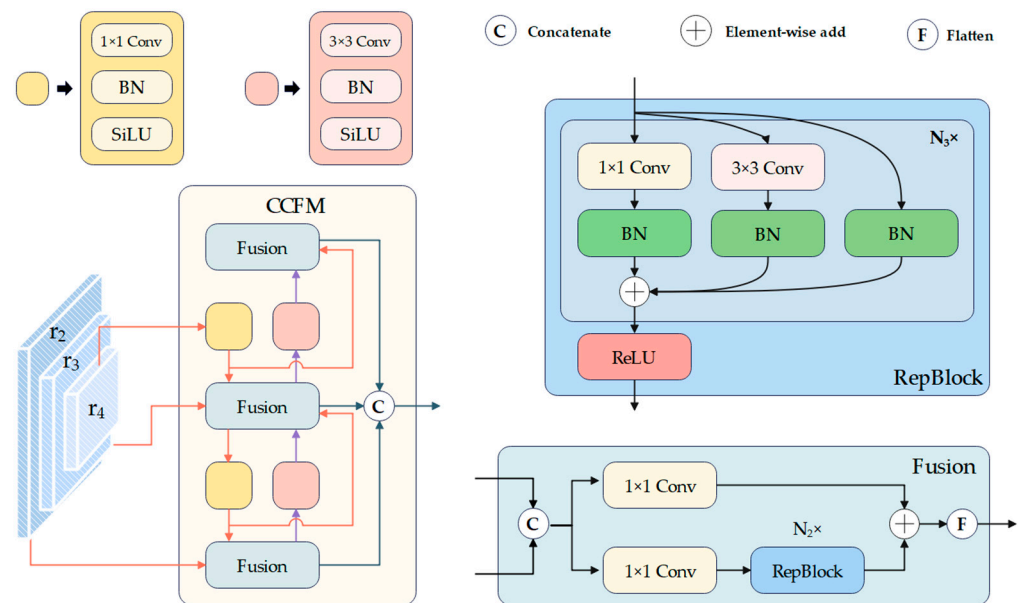 1×1 Conv
BN
SiLU
3×3 Conv
BN
SiLU
C Concatenate
Element-wise add
F Flatten
CCFM
Fusion
Fusion
C
Fusion
r2
r3
r4
N3×
1×1 Conv
3×3 Conv
BN
BN
BN
ReLU
RepBlock
Fusion
1×1 Conv
C
N2×
F
1×1 Conv
RepBlock